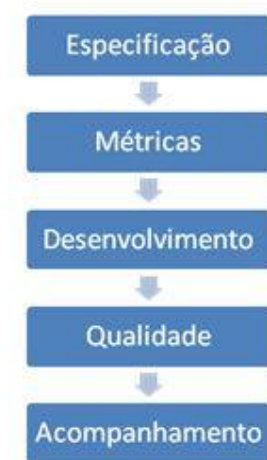 Especificação
Métricas
Desenvolvimento
Qualidade
Acompanhamento